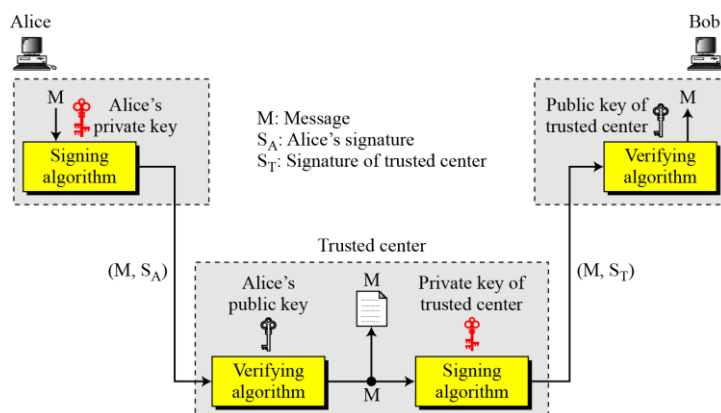 Alice
Bob
M
Alice's
private key
Signing
algorithm
M: Message
S_A: Alice's signature
S_T: Signature of trusted center
Public key of
trusted center
M
Verifying
algorithm
(M, S_A)
Trusted center
(M, S_T)
Alice's
public key
M
Private key of
trusted center
Verifying
algorithm
M
Signing
algorithm